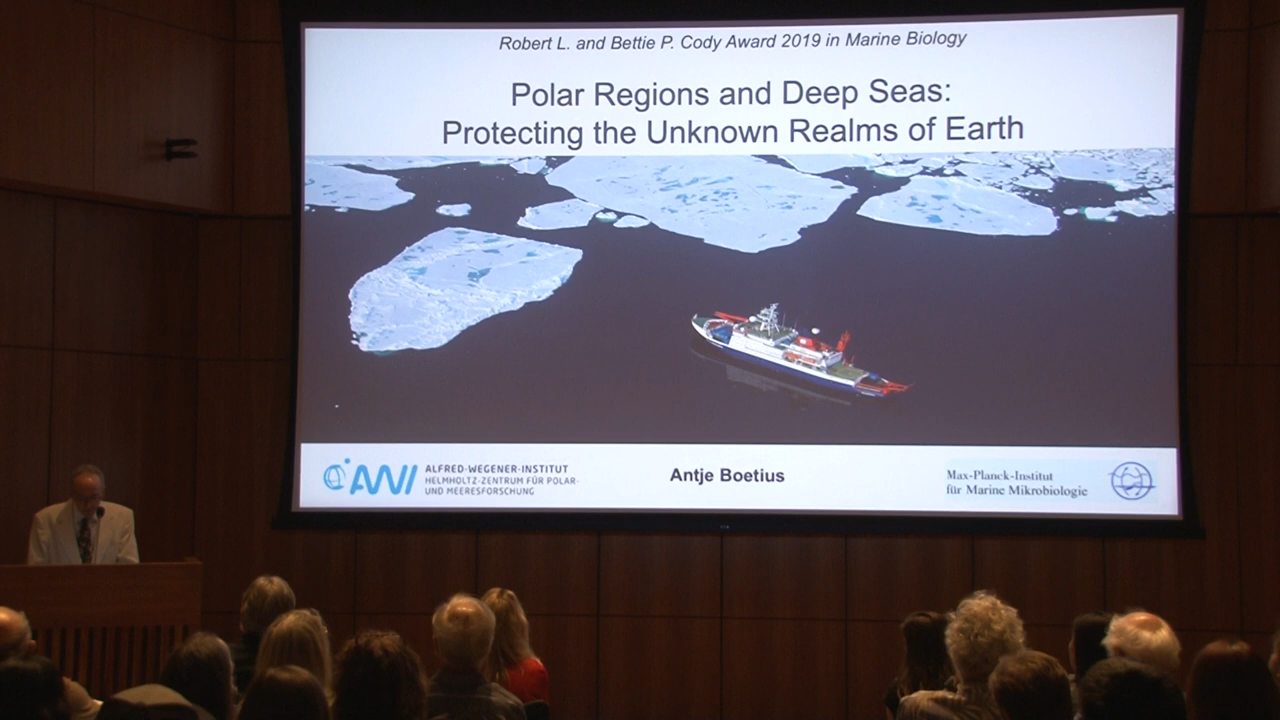 Robert L. and Bettie P. Cody Award 2019 in Marine Biology
Polar Regions and Deep Seas:
Protecting the Unknown Realms of Earth
AWI
ALFRED-WEGENER-INSTITUT
HELMHOLTZ-ZENTRUM FÜR POLAR-
UND MEERESFORSCHUNG
Antje Boetius
Max-Planck-Institut
für Marine Mikrobiologie